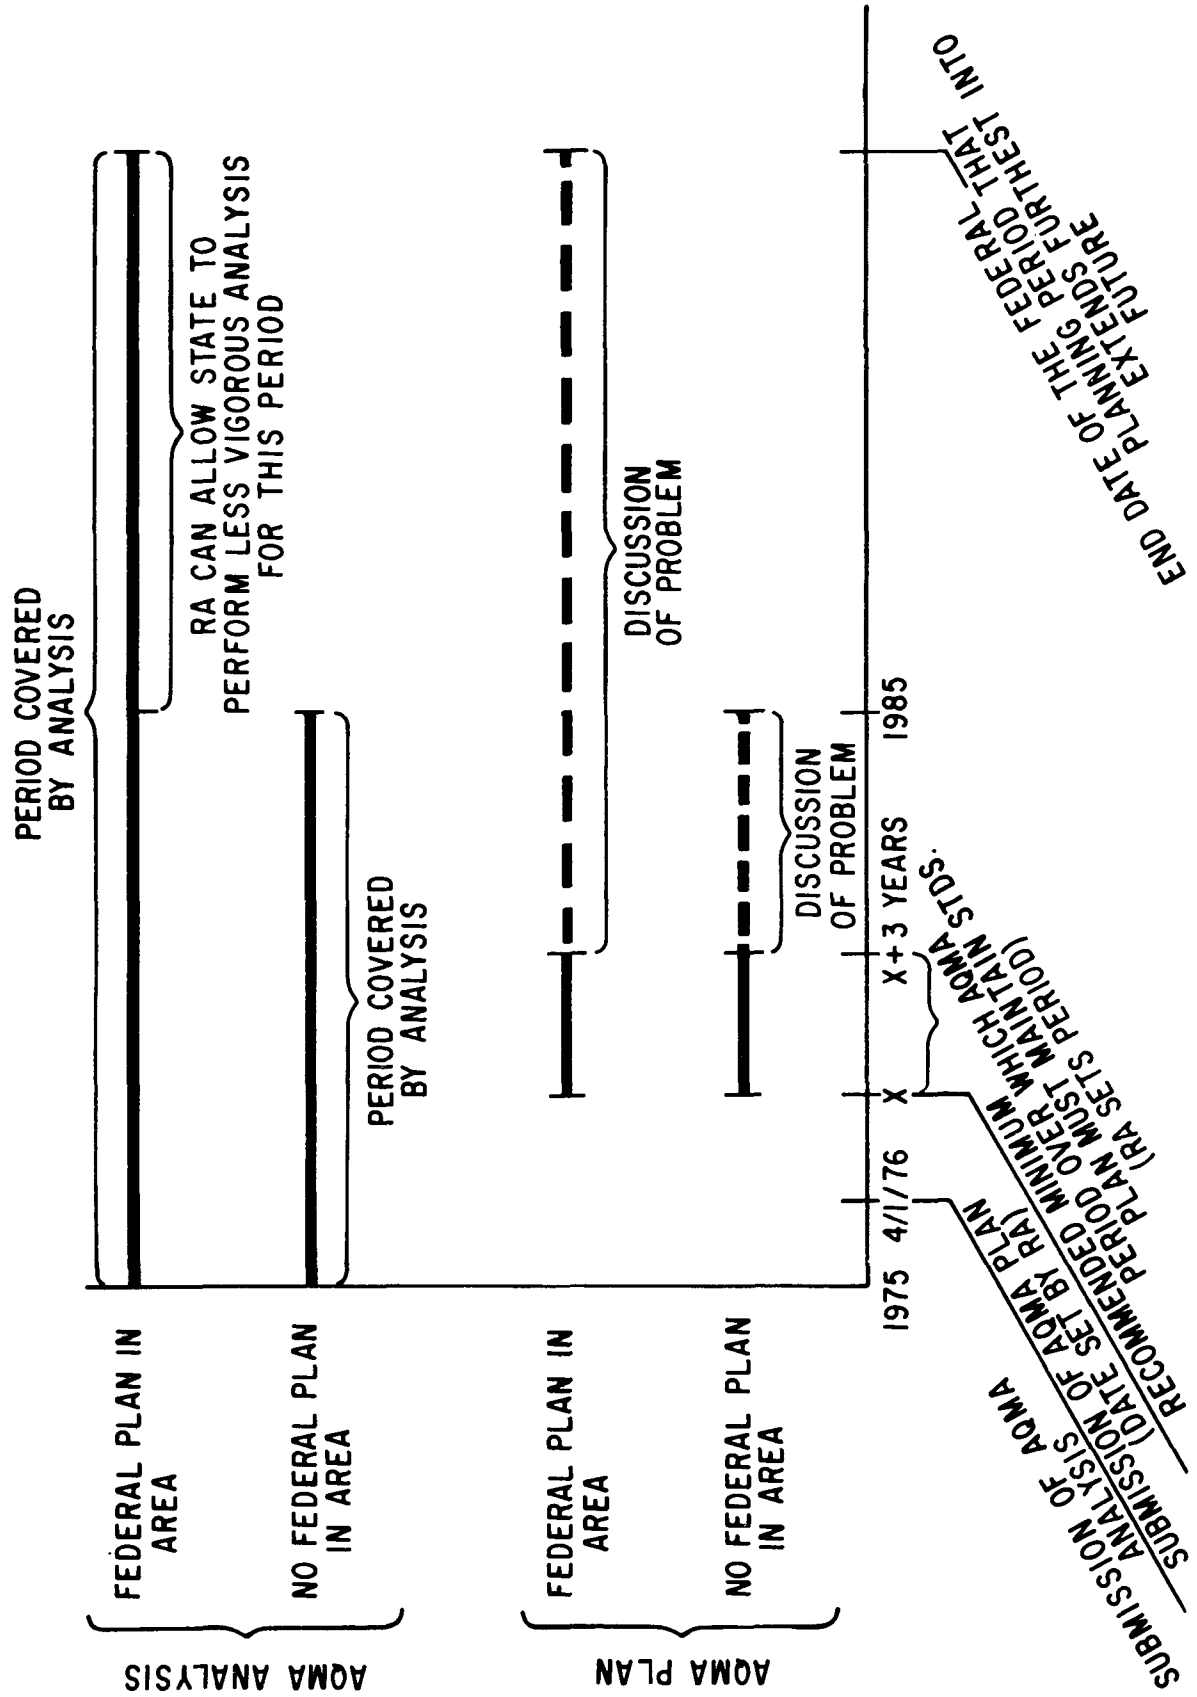 PERIOD COVERED
BY ANALYSIS
AQMA ANALYSIS
FEDERAL PLAN IN
AREA
RA CAN ALLOW STATE TO
PERFORM LESS VIGOROUS ANALYSIS
FOR THIS PERIOD
NO FEDERAL PLAN
IN AREA
PERIOD COVERED
BY ANALYSIS
AQMA PLAN
FEDERAL PLAN IN
AREA
DISCUSSION
OF PROBLEM
NO FEDERAL PLAN
IN AREA
DISCUSSION
OF PROBLEM
1975 4/1/76 X X+3 YEARS 1985
SUBMISSION OF AQMA
ANALYSIS
SUBMISSION OF AQMA PLAN
(DATE SET BY RA)
RECOMMENDED MINIMUM
PERIOD OVER WHICH AQMA
PLAN MUST MAINTAIN STDS.
(RA SETS PERIOD)
END DATE OF THE FEDERAL
PLANNING PERIOD THAT
EXTENDS FURTHEST INTO
FUTURE